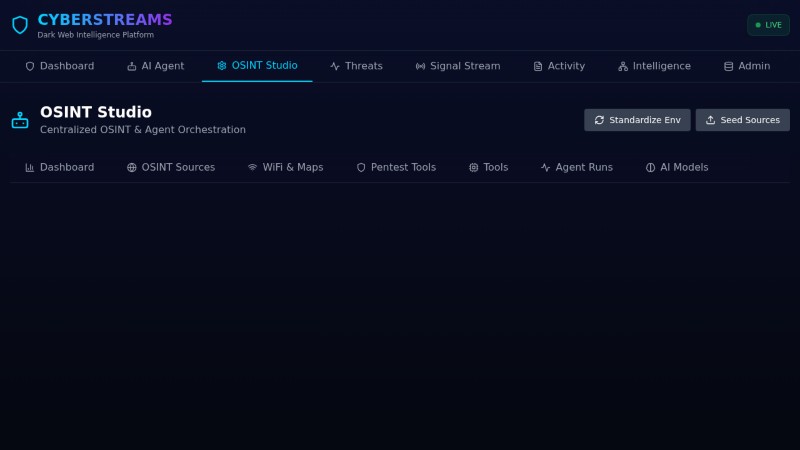 CYBERSTREAMS
Dark Web Intelligence Platform
LIVE
Dashboard
AI Agent
OSINT Studio
Threats
Signal Stream
Activity
Intelligence
Admin
OSINT Studio
Centralized OSINT & Agent Orchestration
Standardize Env
Seed Sources
Dashboard
OSINT Sources
WiFi & Maps
Pentest Tools
Tools
Agent Runs
AI Models